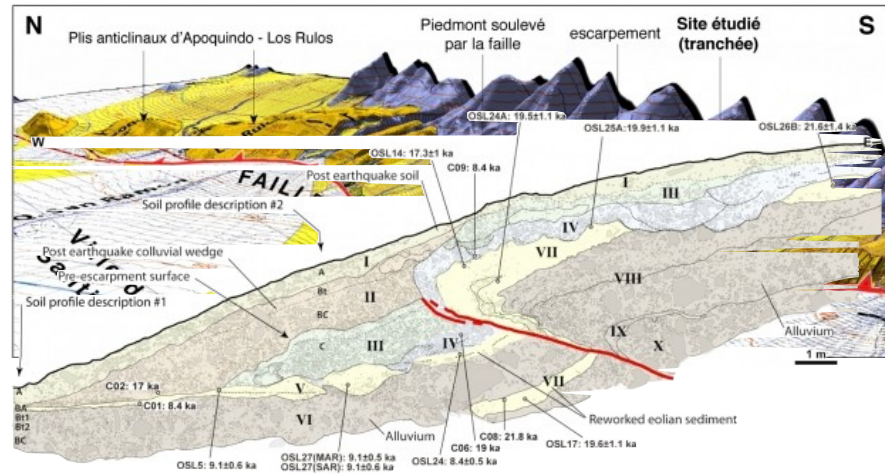 N
S
Plis anticlinaux d'Apoquindo - Los Rulos
Piedmont soulevé
par la faille
escarpement
Site étudié
(tranchée)
OSL24A: 19.5±1.1 ka
OSL25A:19.9±1.1 ka
OSL26B: 21.6±1.4 ka
W
E
OSL14: 17.3±1 ka
C09: 8.4 ka
Post earthquake soil
FAILL
Soil profile description #2
Post earthquake colluvial wedge
Pre-escarpment surface
Soil profile description #1
I
III
IV
VII
VIII
I
A
Bt
II
BC
C
III
IV
IX
X
Alluvium
1 m
A
BA
Bt1
Bt2
BC
C02: 17 ka
C01: 8.4 ka
V
VI
VII
Alluvium
Reworked eolian sediment
OSL5: 9.1±0.6 ka
OSL27(MAR): 9.1±0.5 ka
OSL27(SAR): 9.1±0.6 ka
OSL24: 8.4±0.5 ka
C06: 19 ka
C08: 21.8 ka
OSL17: 19.6±1.1 ka